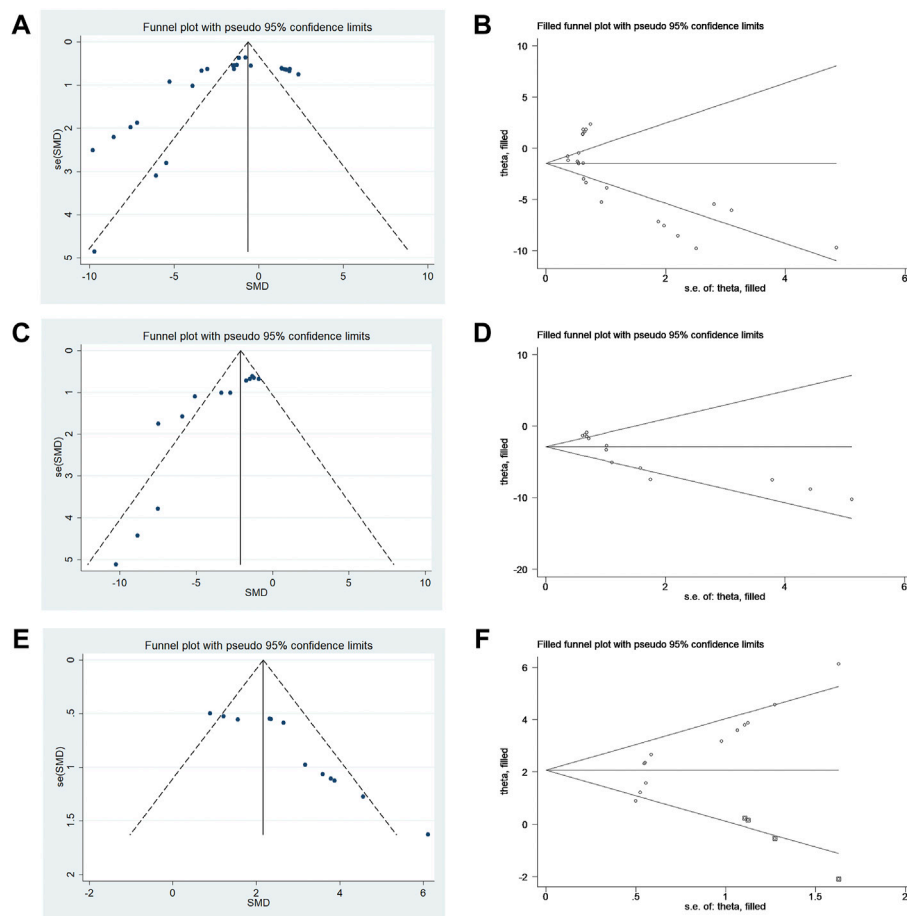 A
Funnel plot with pseudo 95% confidence limits
0
1
2
3
4
5
se(SMD)
-10
-5
0
5
10
SMD
B
Filled funnel plot with pseudo 95% confidence limits
10
5
0
-5
-10
theta, filled
0
2
4
6
s.e. of: theta, filled
C
Funnel plot with pseudo 95% confidence limits
0
1
2
3
4
5
se(SMD)
-10
-5
0
5
10
SMD
D
Filled funnel plot with pseudo 95% confidence limits
10
0
-10
-20
theta, filled
0
2
4
6
s.e. of: theta, filled
E
Funnel plot with pseudo 95% confidence limits
0
.5
1
1.5
2
se(SMD)
-2
0
2
4
6
SMD
F
Filled funnel plot with pseudo 95% confidence limits
6
4
2
0
-2
theta, filled
0
.5
1
1.5
2
s.e. of: theta, filled